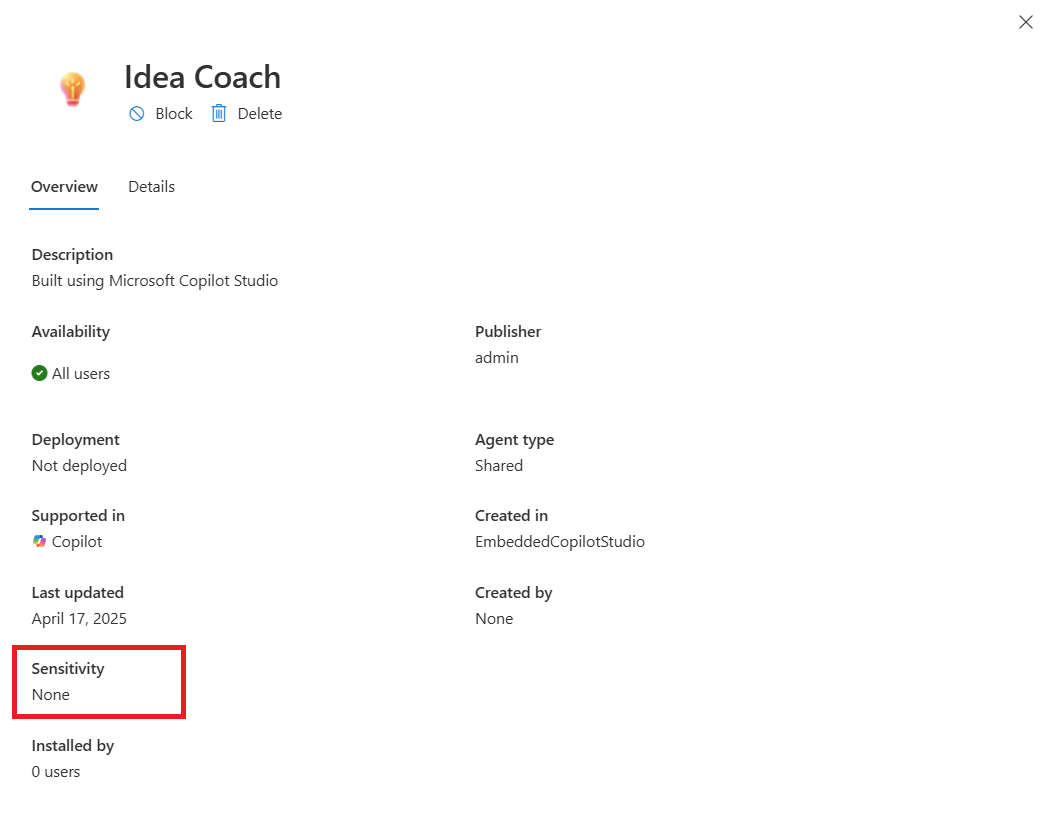 Idea Coach
Block Delete
Overview Details
Description
Built using Microsoft Copilot Studio
Availability
All users
Publisher
admin
Deployment
Not deployed
Agent type
Shared
Supported in
Copilot
Created in
EmbeddedCopilotStudio
Last updated
April 17, 2025
Created by
None
Sensitivity
None
Installed by
0 users